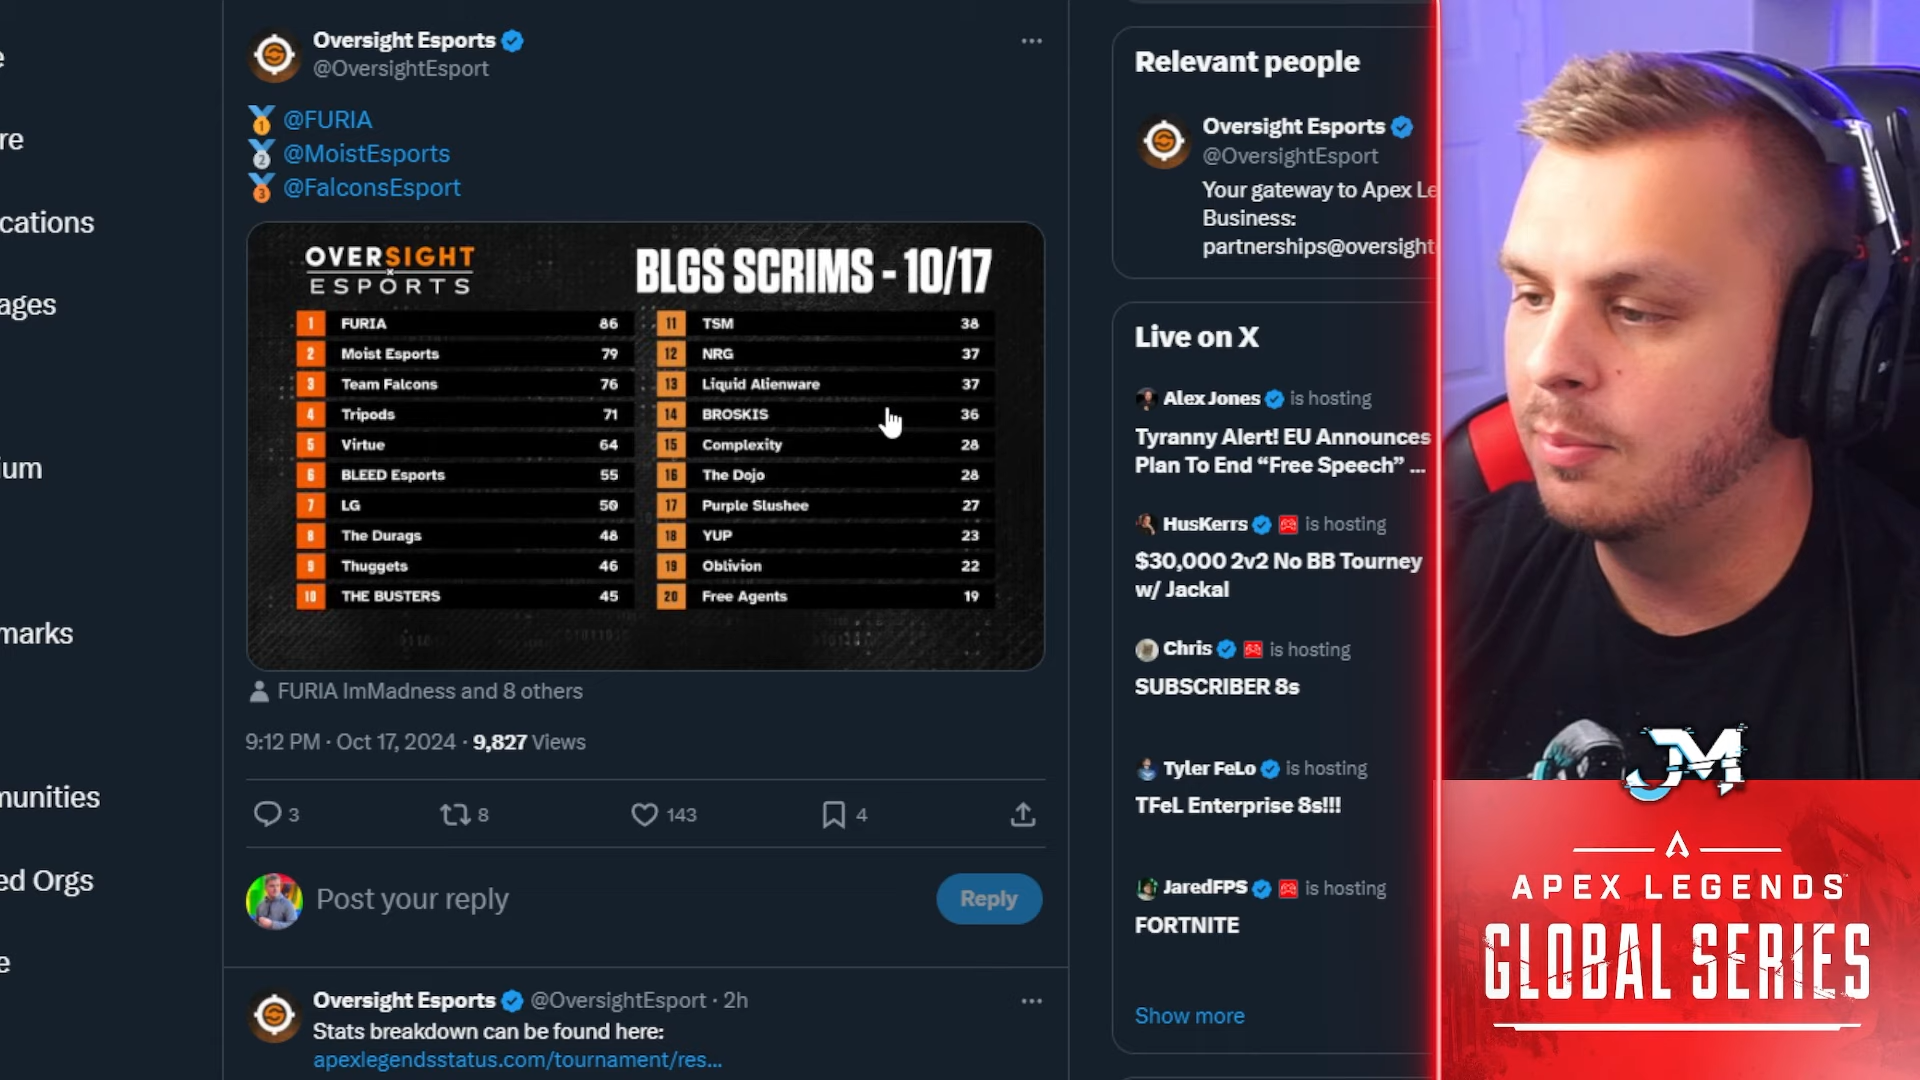 e
re
cations
ages
ium
marks
munities
ed Orgs
e
Oversight Esports
@OversightEsport
@FURIA
@MoistEsports
@FalconsEsport
OVERSIGHT
ESPORTS
BLGS SCRIMS - 10/17
1 FURIA 86
2 Moist Esports 79
3 Team Falcons 76
4 Tripods 71
5 Virtue 64
6 BLEED Esports 55
7 LG 50
8 The Durags 48
9 Thuggets 46
10 THE BUSTERS 45
11 TSM 38
12 NRG 37
13 Liquid Alienware 37
14 BROSKIS 36
15 Complexity 28
16 The Dojo 28
17 Purple Slushee 27
18 YUP 23
19 Oblivion 22
20 Free Agents 19
FURIA ImMadness and 8 others
9:12 PM · Oct 17, 2024 · 9,827 Views
3 8 143 4
Post your reply
Reply
Oversight Esports @OversightEsport · 2h
Stats breakdown can be found here:
apexlegendsstatus.com/tournament/res...
Relevant people
Oversight Esports
@OversightEsport
Your gateway to Apex Le
Business:
partnerships@oversight
Live on X
Alex Jones is hosting
Tyranny Alert! EU Announces
Plan To End “Free Speech” ...
HusKerrs is hosting
$30,000 2v2 No BB Tourney
w/ Jackal
Chris is hosting
SUBSCRIBER 8s
Tyler FeLo is hosting
TFeL Enterprise 8s!!!
JaredFPS is hosting
FORTNITE
Show more
JM
APEX LEGENDS
GLOBAL SERIES